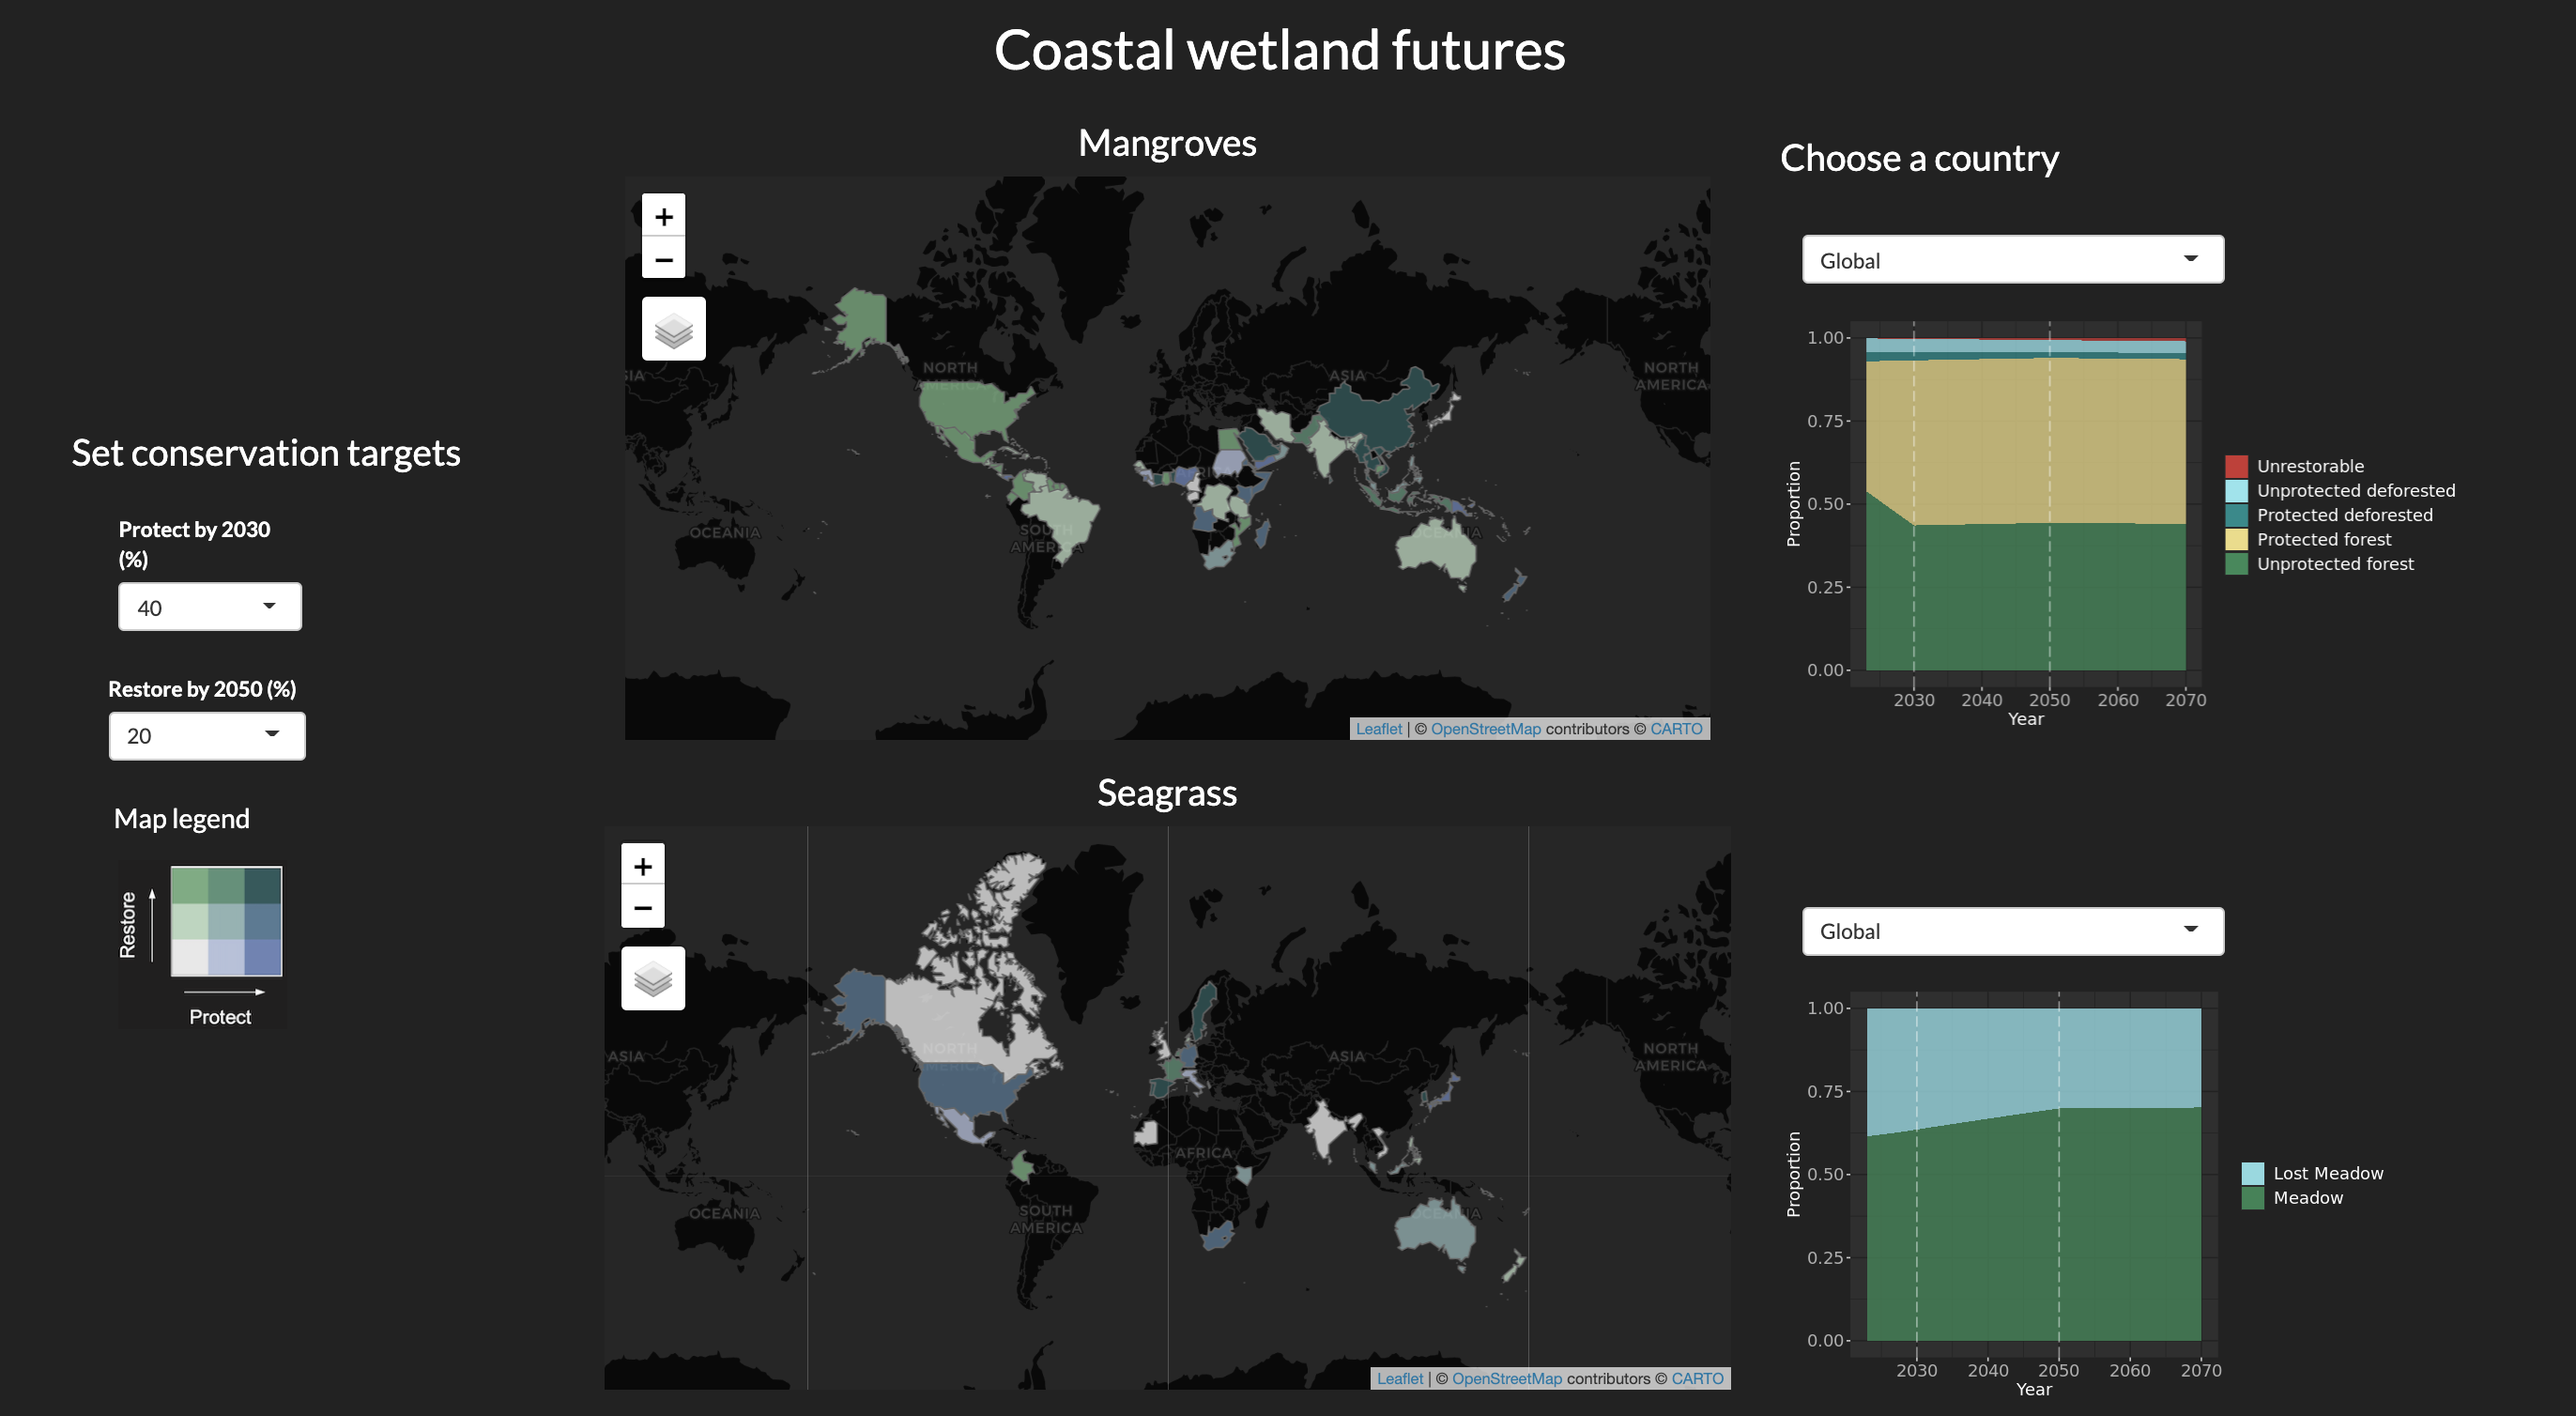 Coastal wetland futures
Set conservation targets
Protect by 2030
(%)
40
Restore by 2050 (%)
20
Map legend
Restore
Protect
Mangroves
+
−
SIA
OCEANIA
NORTH
AMERICA
SOUTH
AMERICA
ASIA
OCEANIA
NORTH
AMERICA
Leaflet | © OpenStreetMap contributors © CARTO
Seagrass
+
−
ASIA
OCEANIA
NORTH
AMERICA
SOUTH
AMERICA
AFRICA
ASIA
OCEANIA
NORTH
AMERICA
Leaflet | © OpenStreetMap contributors © CARTO
Choose a country
Global
1.00
0.75
0.50
0.25
0.00
Proportion
2030 2040 2050 2060 2070
Year
Unrestorable
Unprotected deforested
Protected deforested
Protected forest
Unprotected forest
Global
1.00
0.75
0.50
0.25
0.00
Proportion
2030 2040 2050 2060 2070
Year
Lost Meadow
Meadow